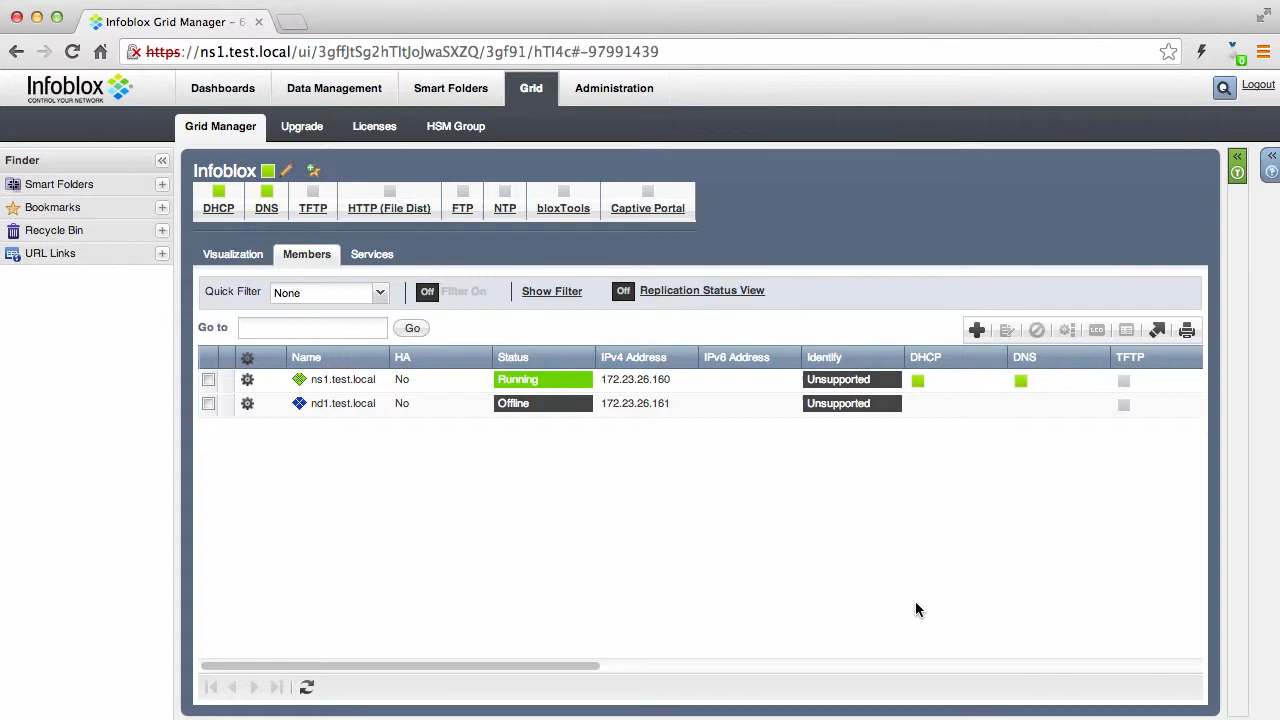 Infoblox Grid Manager – 6
https://ns1.test.local/ui/3gffJtSg2hTltJoJwaSXZQ/3gf91/hTl4c#-97991439
0
Infoblox
CONTROL YOUR NETWORK
Dashboards
Data Management
Smart Folders
Grid
Administration
Logout
Grid Manager
Upgrade
Licenses
HSM Group
Finder
Smart Folders
Bookmarks
Recycle Bin
URL Links
Infoblox
DHCP
DNS
TFTP
HTTP (File Dist)
FTP
NTP
bloxTools
Captive Portal
T
?
Visualization
Members
Services
Quick Filter
None
Off
Filter On
Show Filter
Off
Replication Status View
Go to
Go
LCD
Name HA Status IPv4 Address IPv6 Address Identify DHCP DNS TFTP
ns1.test.local No Running 172.23.26.160 Unsupported
nd1.test.local No Offline 172.23.26.161 Unsupported